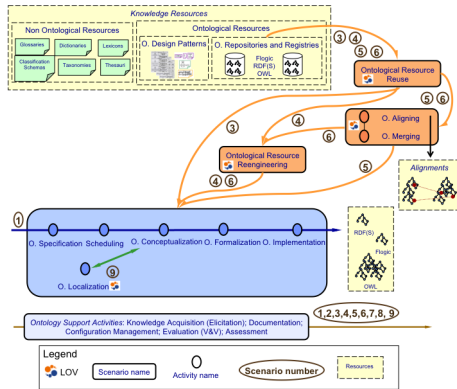 Knowledge Resources
Non Ontological Resources
Glossaries
Dictionaries
Lexicons
Classification
Schemas
Taxonomies
Thesauri
Ontological Resources
O. Design Patterns
O. Repositories and Registries
Flogic
RDF(S)
OWL
3 4
5 6
Ontological Resource
Reuse
5 6
O. Aligning
O. Merging
4
6
3
Ontological Resource
Reengineering
4 6
5
Alignments
1
O. Specification
Scheduling
O. Conceptualization
O. Formalization
O. Implementation
9
O. Localization
RDF(S)
Flogic
OWL
1,2,3,4,5,6,7,8, 9
Ontology Support Activities: Knowledge Acquisition (Elicitation); Documentation;
Configuration Management; Evaluation (V&V); Assessment
Legend
LOV
Scenario name
Activity name
Scenario number
Resources